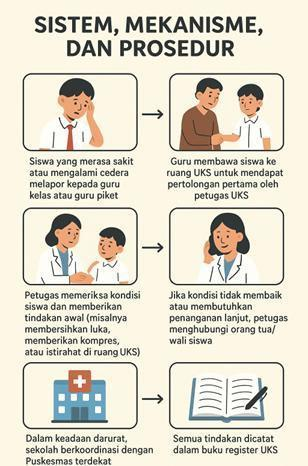 SISTEM, MEKANISME,
DAN PROSEDUR
Siswa yang merasa sakit
atau mengalami cedera
melapor kepada guru
kelas atau guru piket
Guru membawa siswa ke
ruang UKS untuk mendapat
pertolongan pertama oleh
petugas UKS
Petugas memeriksa kondisi
siswa dan memberikan
tindakan awal (misalnya
membersihkan luka,
memberikan kompres,
atau istirahat di ruang UKS)
Jika kondisi tidak membaik
atau membutuhkan
penanganan lanjut, petugas
menghubungi orang tua/
wali siswa
Dalam keadaan darurat,
sekolah berkoordinasi dengan
Puskesmas terdekat
Semua tindakan dicatat
dalam buku register UKS